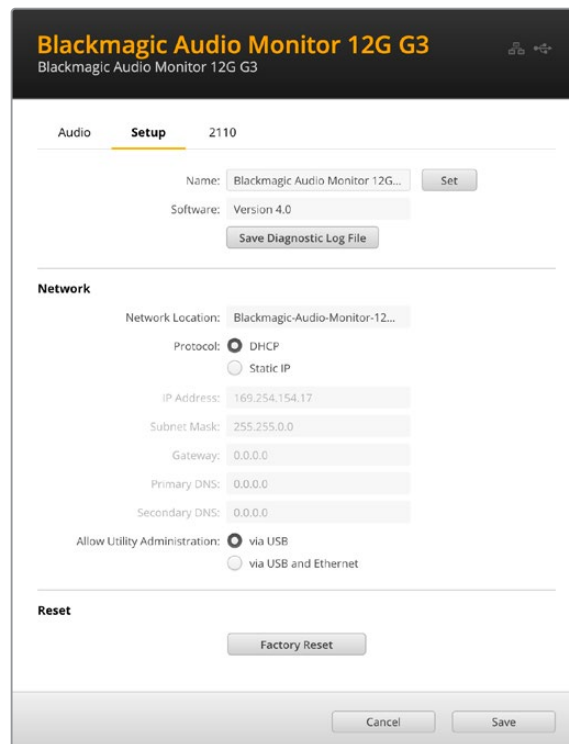 Blackmagic Audio Monitor 12G G3
Blackmagic Audio Monitor 12G G3
Audio Setup 2110
Name: Blackmagic Audio Monitor 12G... Set
Software: Version 4.0
Save Diagnostic Log File
Network
Network Location: Blackmagic-Audio-Monitor-12...
Protocol: DHCP
Static IP
IP Address: 169.254.154.17
Subnet Mask: 255.255.0.0
Gateway: 0.0.0.0
Primary DNS: 0.0.0.0
Secondary DNS: 0.0.0.0
Allow Utility Administration: via USB
via USB and Ethernet
Reset
Factory Reset
Cancel Save